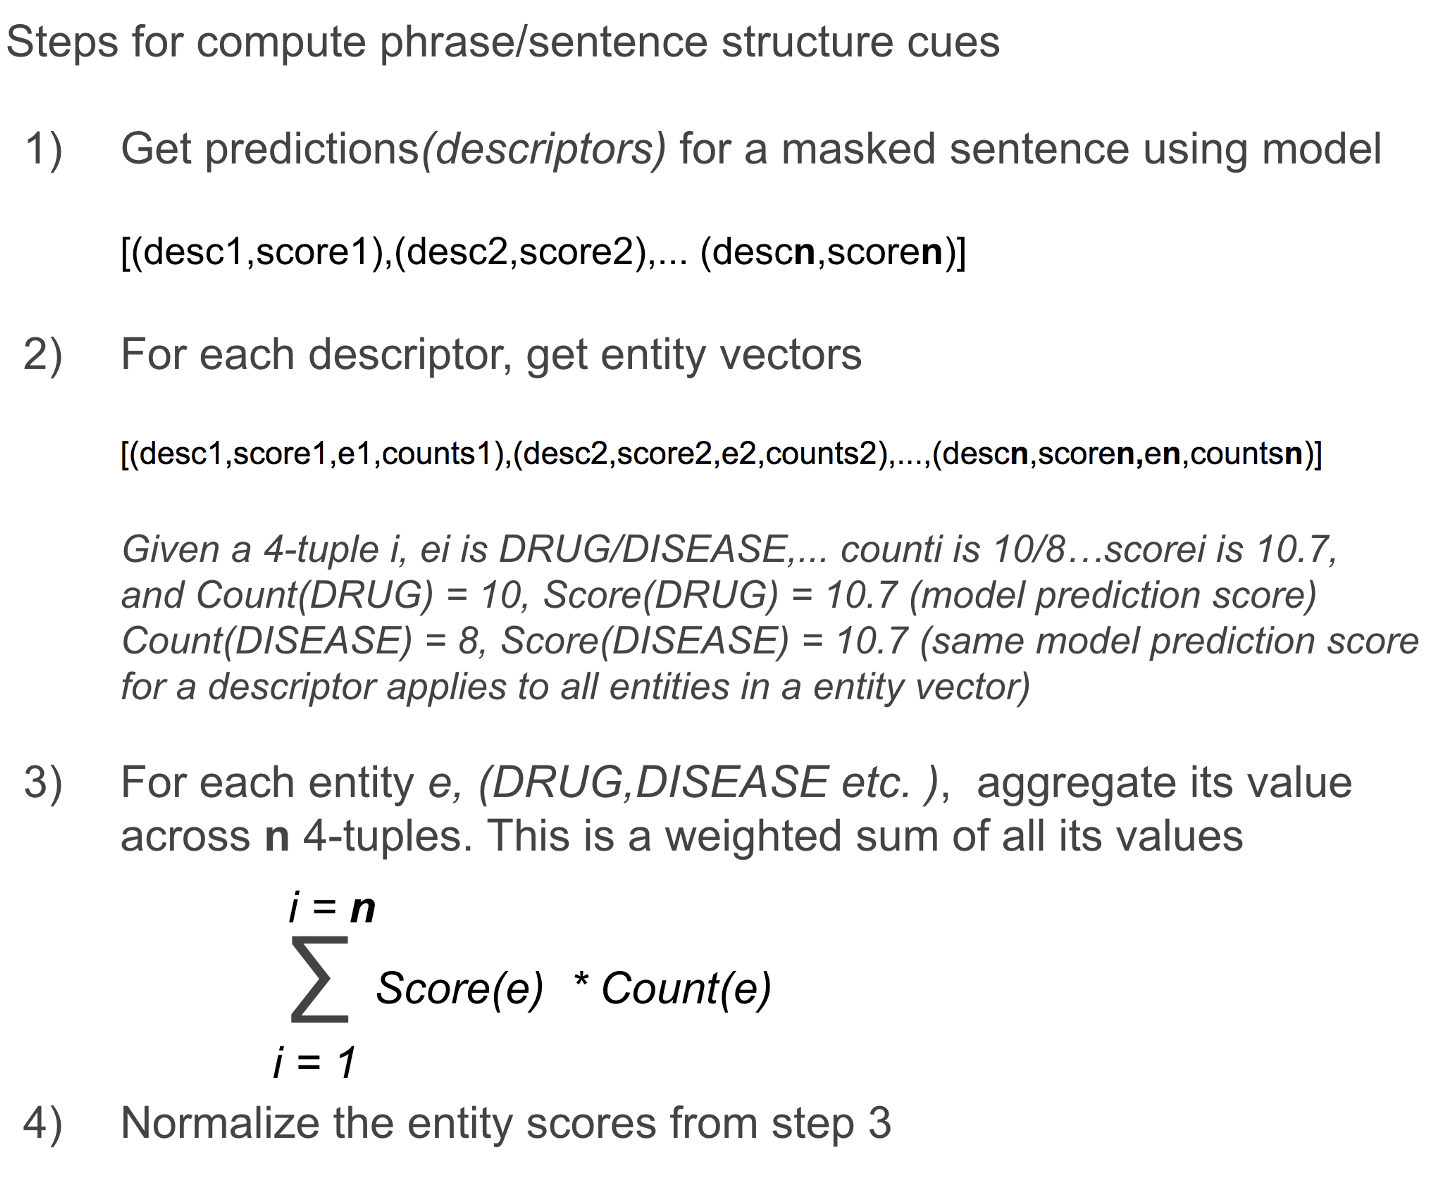 Steps for compute phrase/sentence structure cues
1) Get predictions(descriptors) for a masked sentence using model
[(desc1,score1),(desc2,score2),... (descn,scoren)]
2) For each descriptor, get entity vectors
[(desc1,score1,e1,counts1),(desc2,score2,e2,counts2),...,(descn,scoren,en,countsn)]
Given a 4-tuple i, ei is DRUG/DISEASE,... counti is 10/8...scorei is 10.7,
and Count(DRUG) = 10, Score(DRUG) = 10.7 (model prediction score)
Count(DISEASE) = 8, Score(DISEASE) = 10.7 (same model prediction score
for a descriptor applies to all entities in a entity vector)
3) For each entity e, (DRUG,DISEASE etc. ), aggregate its value
across n 4-tuples. This is a weighted sum of all its values
i = n
∑ Score(e) * Count(e)
i = 1
4) Normalize the entity scores from step 3